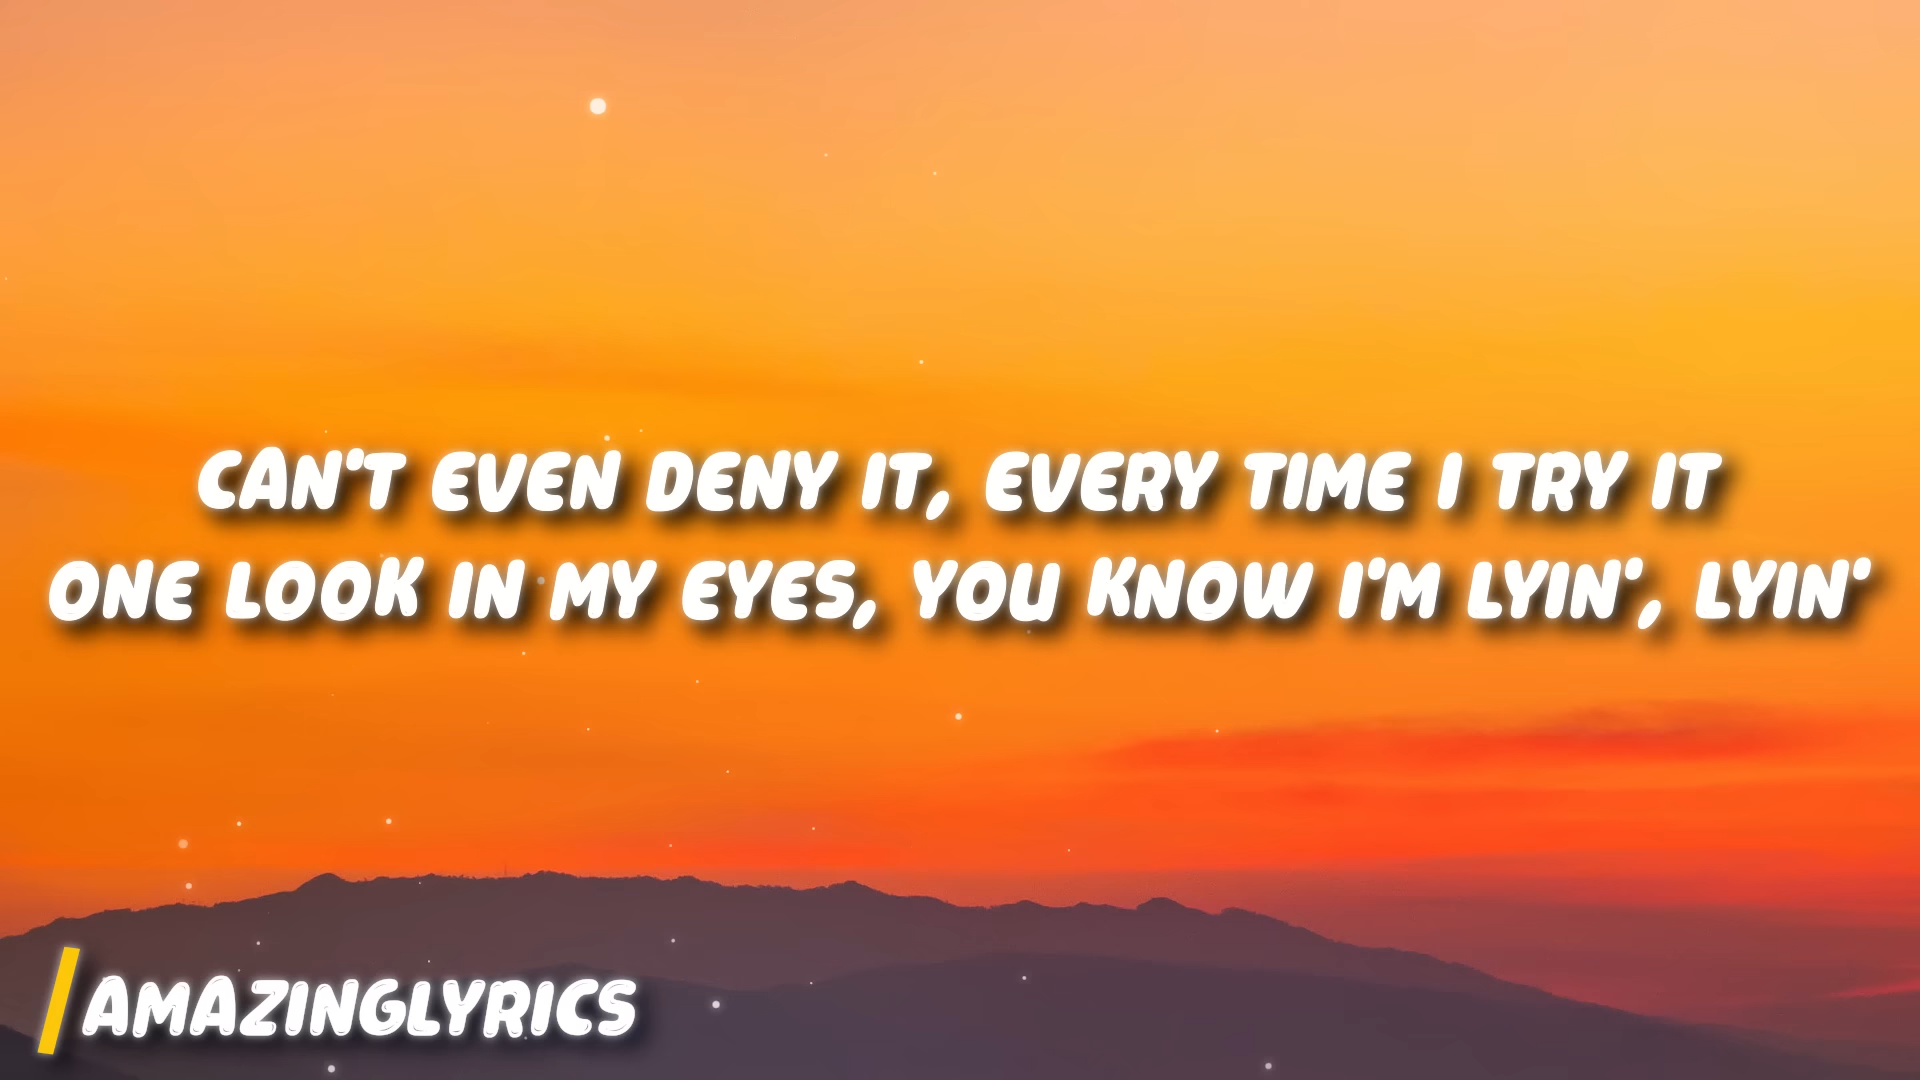 CAN'T EVEN DENY IT, EVERY TIME I TRY IT
ONE LOOK IN MY EYES, YOU KNOW I'M LYIN', LYIN'
AMAZINGLYRICS